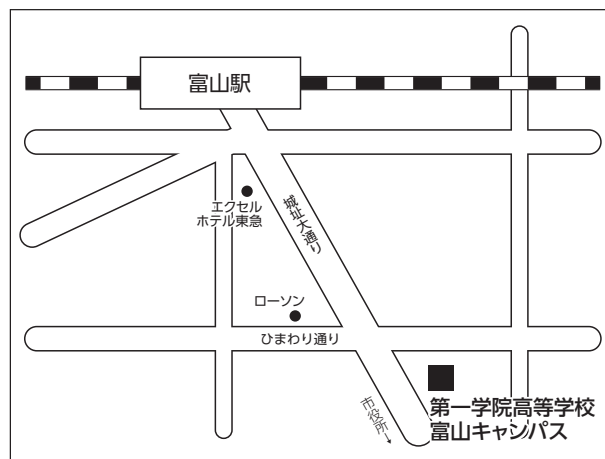 富山駅
エクセル
ホテル東急
城址大通り
ローソン
ひまわり通り
市役所→
第一学院高等学校
富山キャンパス